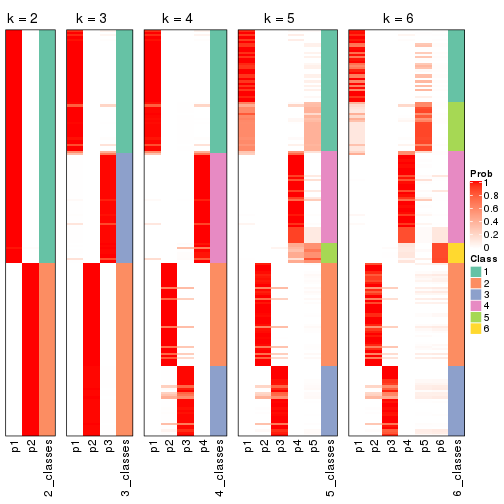 k = 2
k = 3
k = 4
k = 5
k = 6
Prob
1
0.8
0.6
0.4
0.2
0
Class
1
2
3
4
5
6
p1
p2
2_classes
p1
p2
p3
3_classes
p1
p2
p3
p4
4_classes
p1
p2
p3
p4
p5
5_classes
p1
p2
p3
p4
p5
p6
6_classes